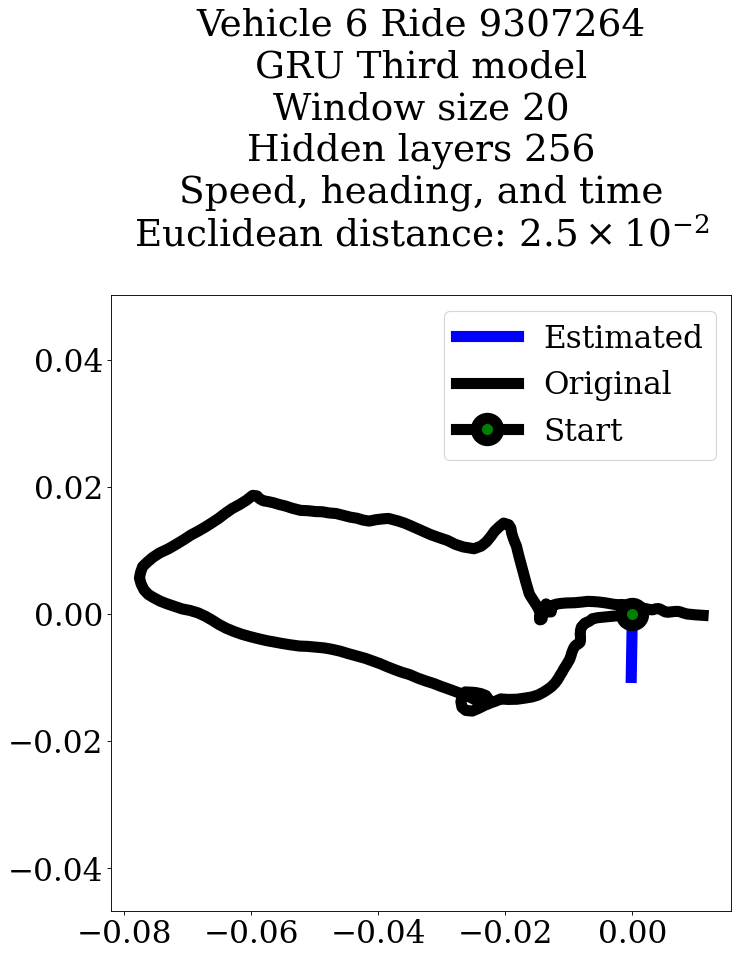 Vehicle 6 Ride 9307264
GRU Third model
Window size 20
Hidden layers 256
Speed, heading, and time
Euclidean distance: 2.5 × 10⁻²
Estimated
Original
Start
0.04
0.02
0.00
−0.02
−0.04
−0.08 −0.06 −0.04 −0.02 0.00